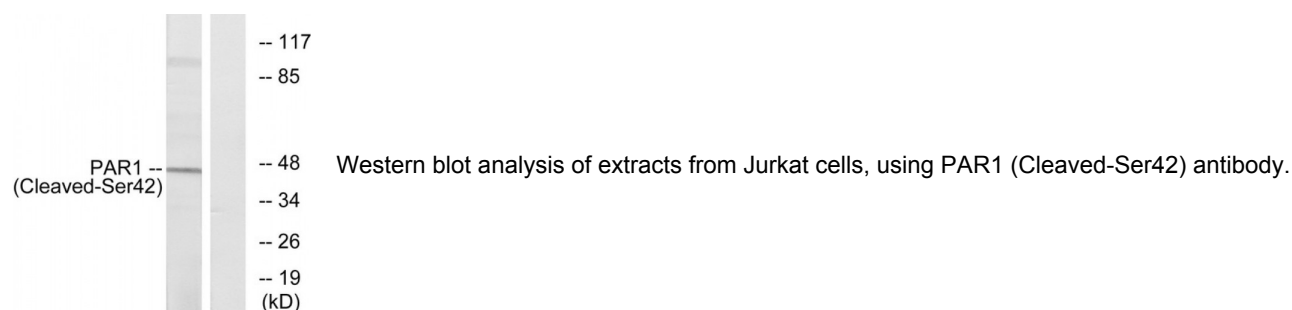 -- 117
-- 85
PAR1 --
(Cleaved-Ser42)
-- 48
Western blot analysis of extracts from Jurkat cells, using PAR1 (Cleaved-Ser42) antibody.
-- 34
-- 26
-- 19
(kD)